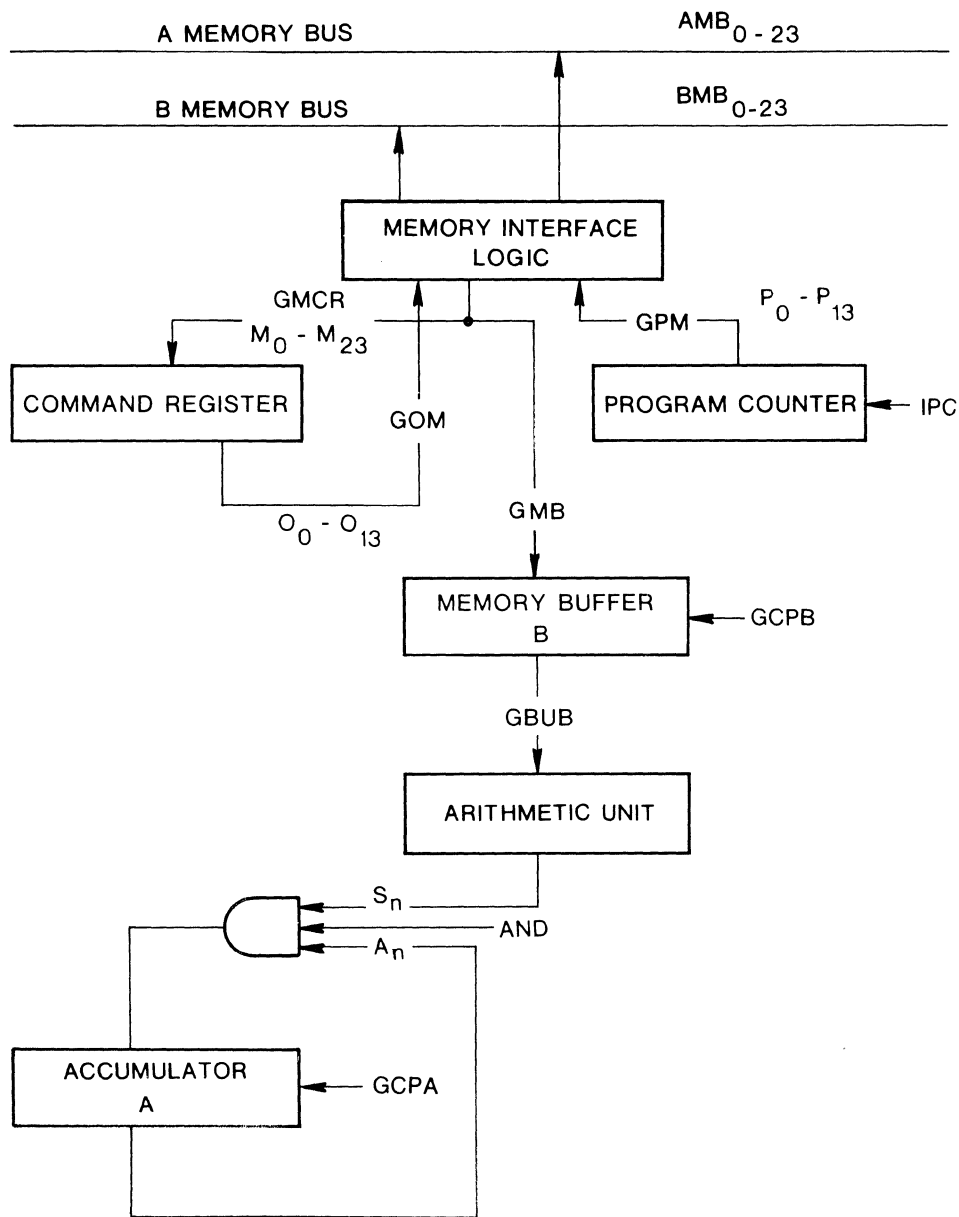 A MEMORY BUS AMB0-23
B MEMORY BUS BMB0-23
MEMORY INTERFACE
LOGIC
GMCR
M0 - M23
P0 - P13
GPM
COMMAND REGISTER
GOM
PROGRAM COUNTER
IPC
O0 - O13
GMB
MEMORY BUFFER
B
GCPB
GBUB
ARITHMETIC UNIT
Sn
AND
An
ACCUMULATOR
A
GCPA